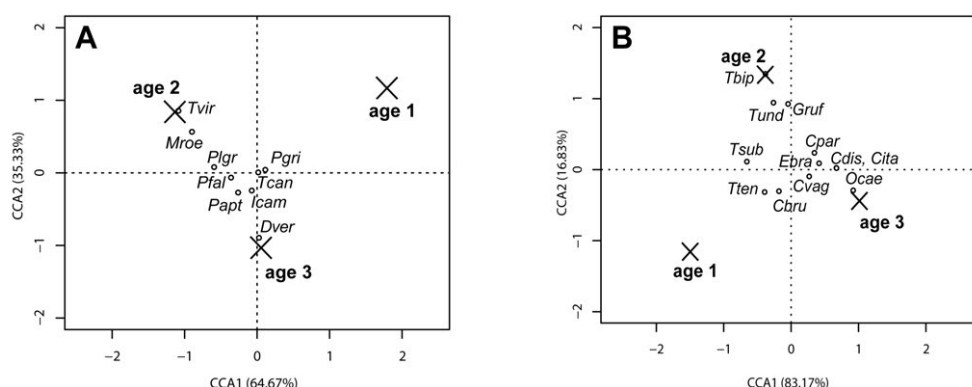 A
2
1
0
−1
−2
CCA2 (35.33%)
age 2
Tvir
Mroe
age 1
Plgr
Pgri
Pfal
Tcan
Papt
Icam
Dver
age 3
−2
−1
0
1
2
CCA1 (64.67%)
B
2
1
0
−1
−2
CCA2 (16.83%)
age 2
Tbip
Tund
Gruf
Cpar
Tsub
Ebra
Cdis, Cita
Tten
Cvag
Ocae
Cbru
age 3
age 1
−2
−1
0
1
2
CCA1 (83.17%)